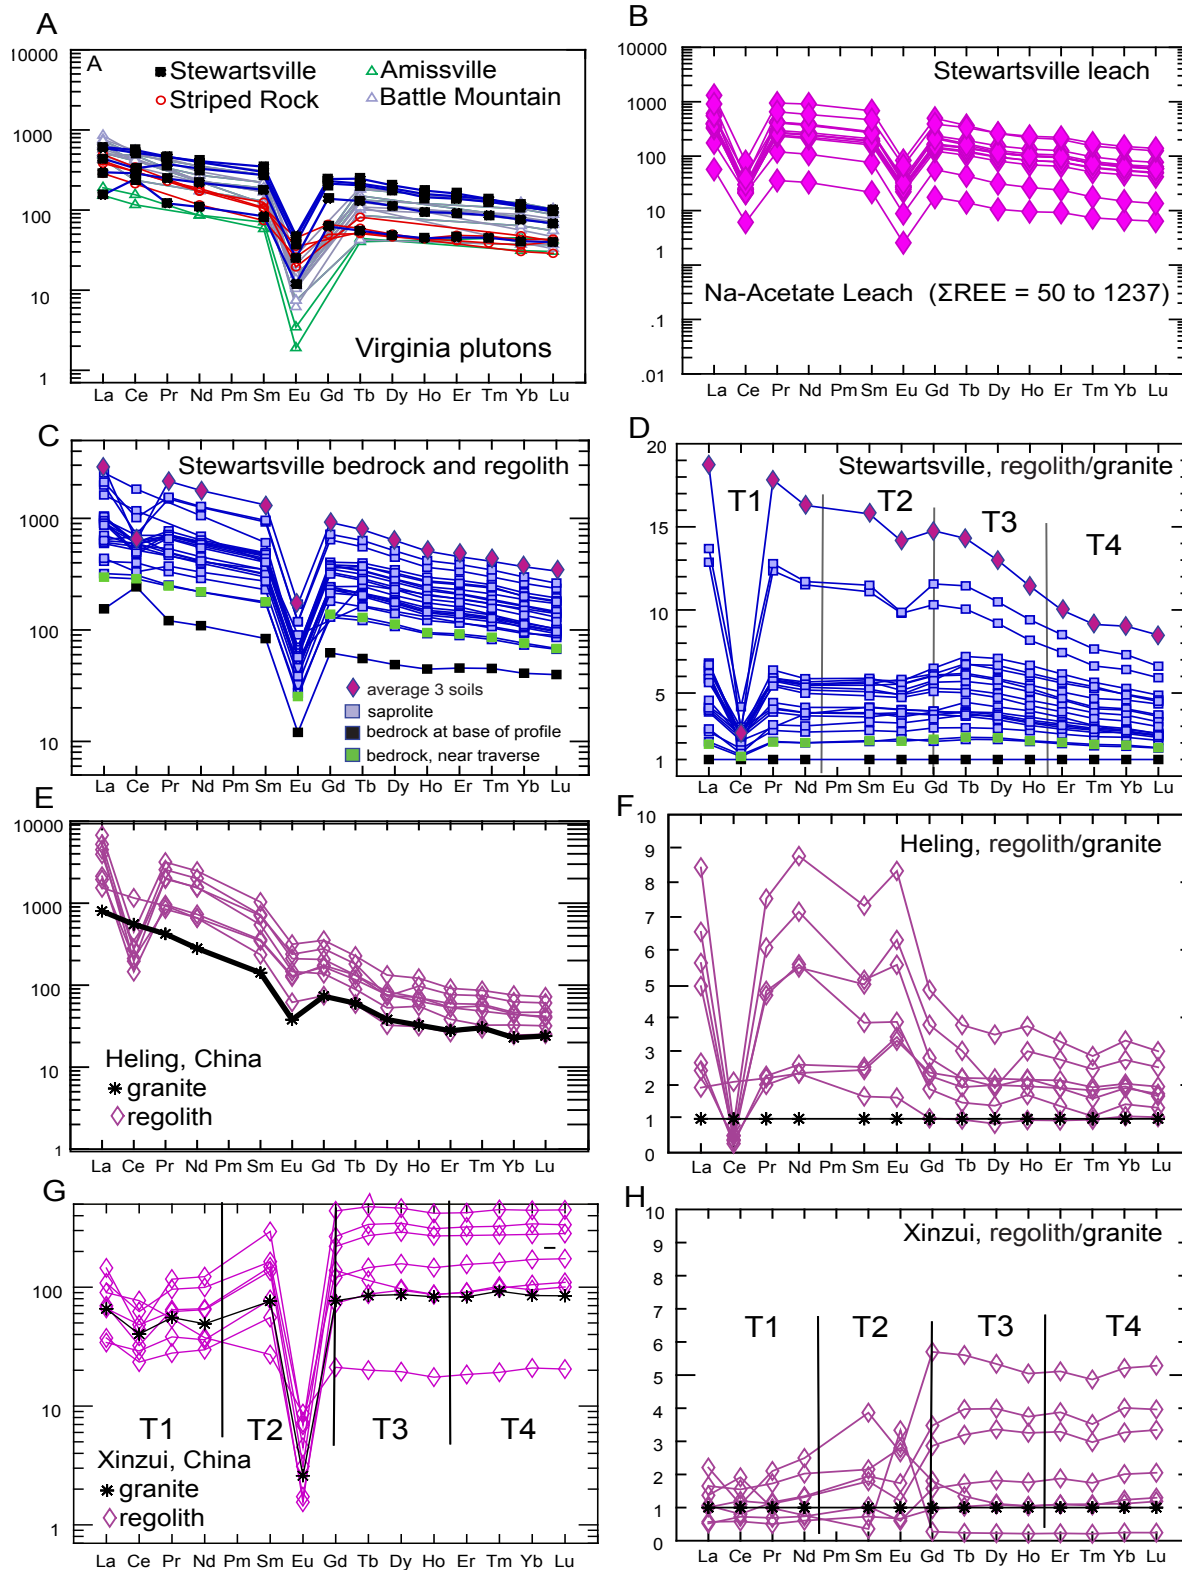 A
A
Stewartsville
Striped Rock
Amissville
Battle Mountain
Virginia plutons
10000
1000
100
10
1
La Ce Pr Nd Pm Sm Eu Gd Tb Dy Ho Er Tm Yb Lu
B
Stewartsville leach
Na-Acetate Leach (ΣREE = 50 to 1237)
10000
1000
100
10
1
.1
.01
La Ce Pr Nd Pm Sm Eu Gd Tb Dy Ho Er Tm Yb Lu
C
Stewartsville bedrock and regolith
1000
100
10
average 3 soils
saprolite
bedrock at base of profile
bedrock, near traverse
La Ce Pr Nd Pm Sm Eu Gd Tb Dy Ho Er Tm Yb Lu
D
Stewartsville, regolith/granite
T1
T2
T3
T4
20
15
10
5
1
La Ce Pr Nd Pm Sm Eu Gd Tb Dy Ho Er Tm Yb Lu
E
10000
1000
100
10
1
Heling, China
granite
regolith
La Ce Pr Nd Pm Sm Eu Gd Tb Dy Ho Er Tm Yb Lu
F
Heling, regolith/granite
10
9
8
7
6
5
4
3
2
1
0
La Ce Pr Nd Pm Sm Eu Gd Tb Dy Ho Er Tm Yb Lu
G
100
10
1
T1
T2
T3
T4
Xinzui, China
granite
regolith
La Ce Pr Nd Pm Sm Eu Gd Tb Dy Ho Er Tm Yb Lu
H
Xinzui, regolith/granite
10
9
8
7
6
5
4
3
2
1
0
T1
T2
T3
T4
La Ce Pr Nd Pm Sm Eu Gd Tb Dy Ho Er Tm Yb Lu